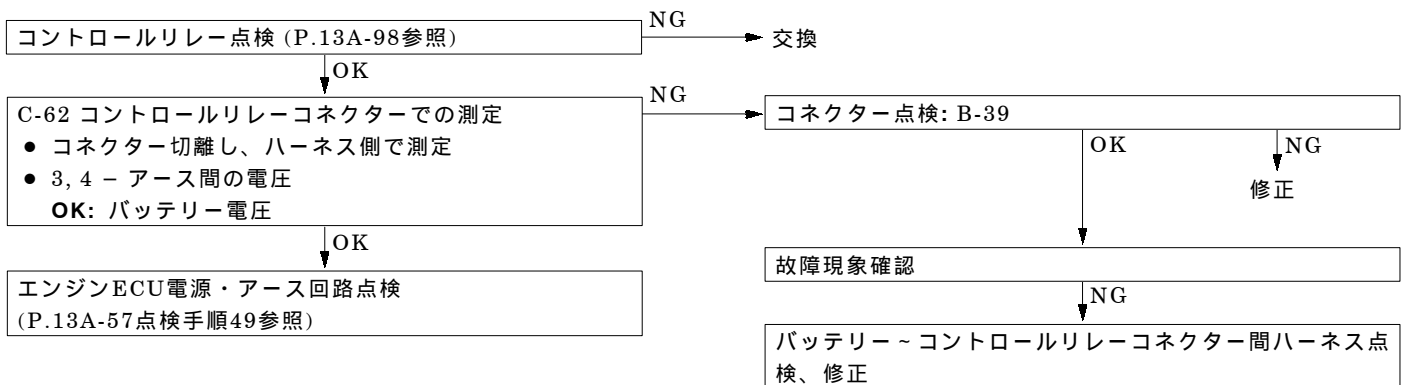 コントロールリレー点検 (P.13A-98参照)
NG
交換
OK
C-62 コントロールリレーコネクターでの測定
● コネクター切離し、ハーネス側で測定
● 3, 4 – アース間の電圧
OK: バッテリー電圧
NG
コネクター点検: B-39
OK
NG
修正
OK
エンジンECU電源・アース回路点検
(P.13A-57点検手順49参照)
故障現象確認
NG
バッテリー ~ コントロールリレーコネクター間ハーネス点
検、修正